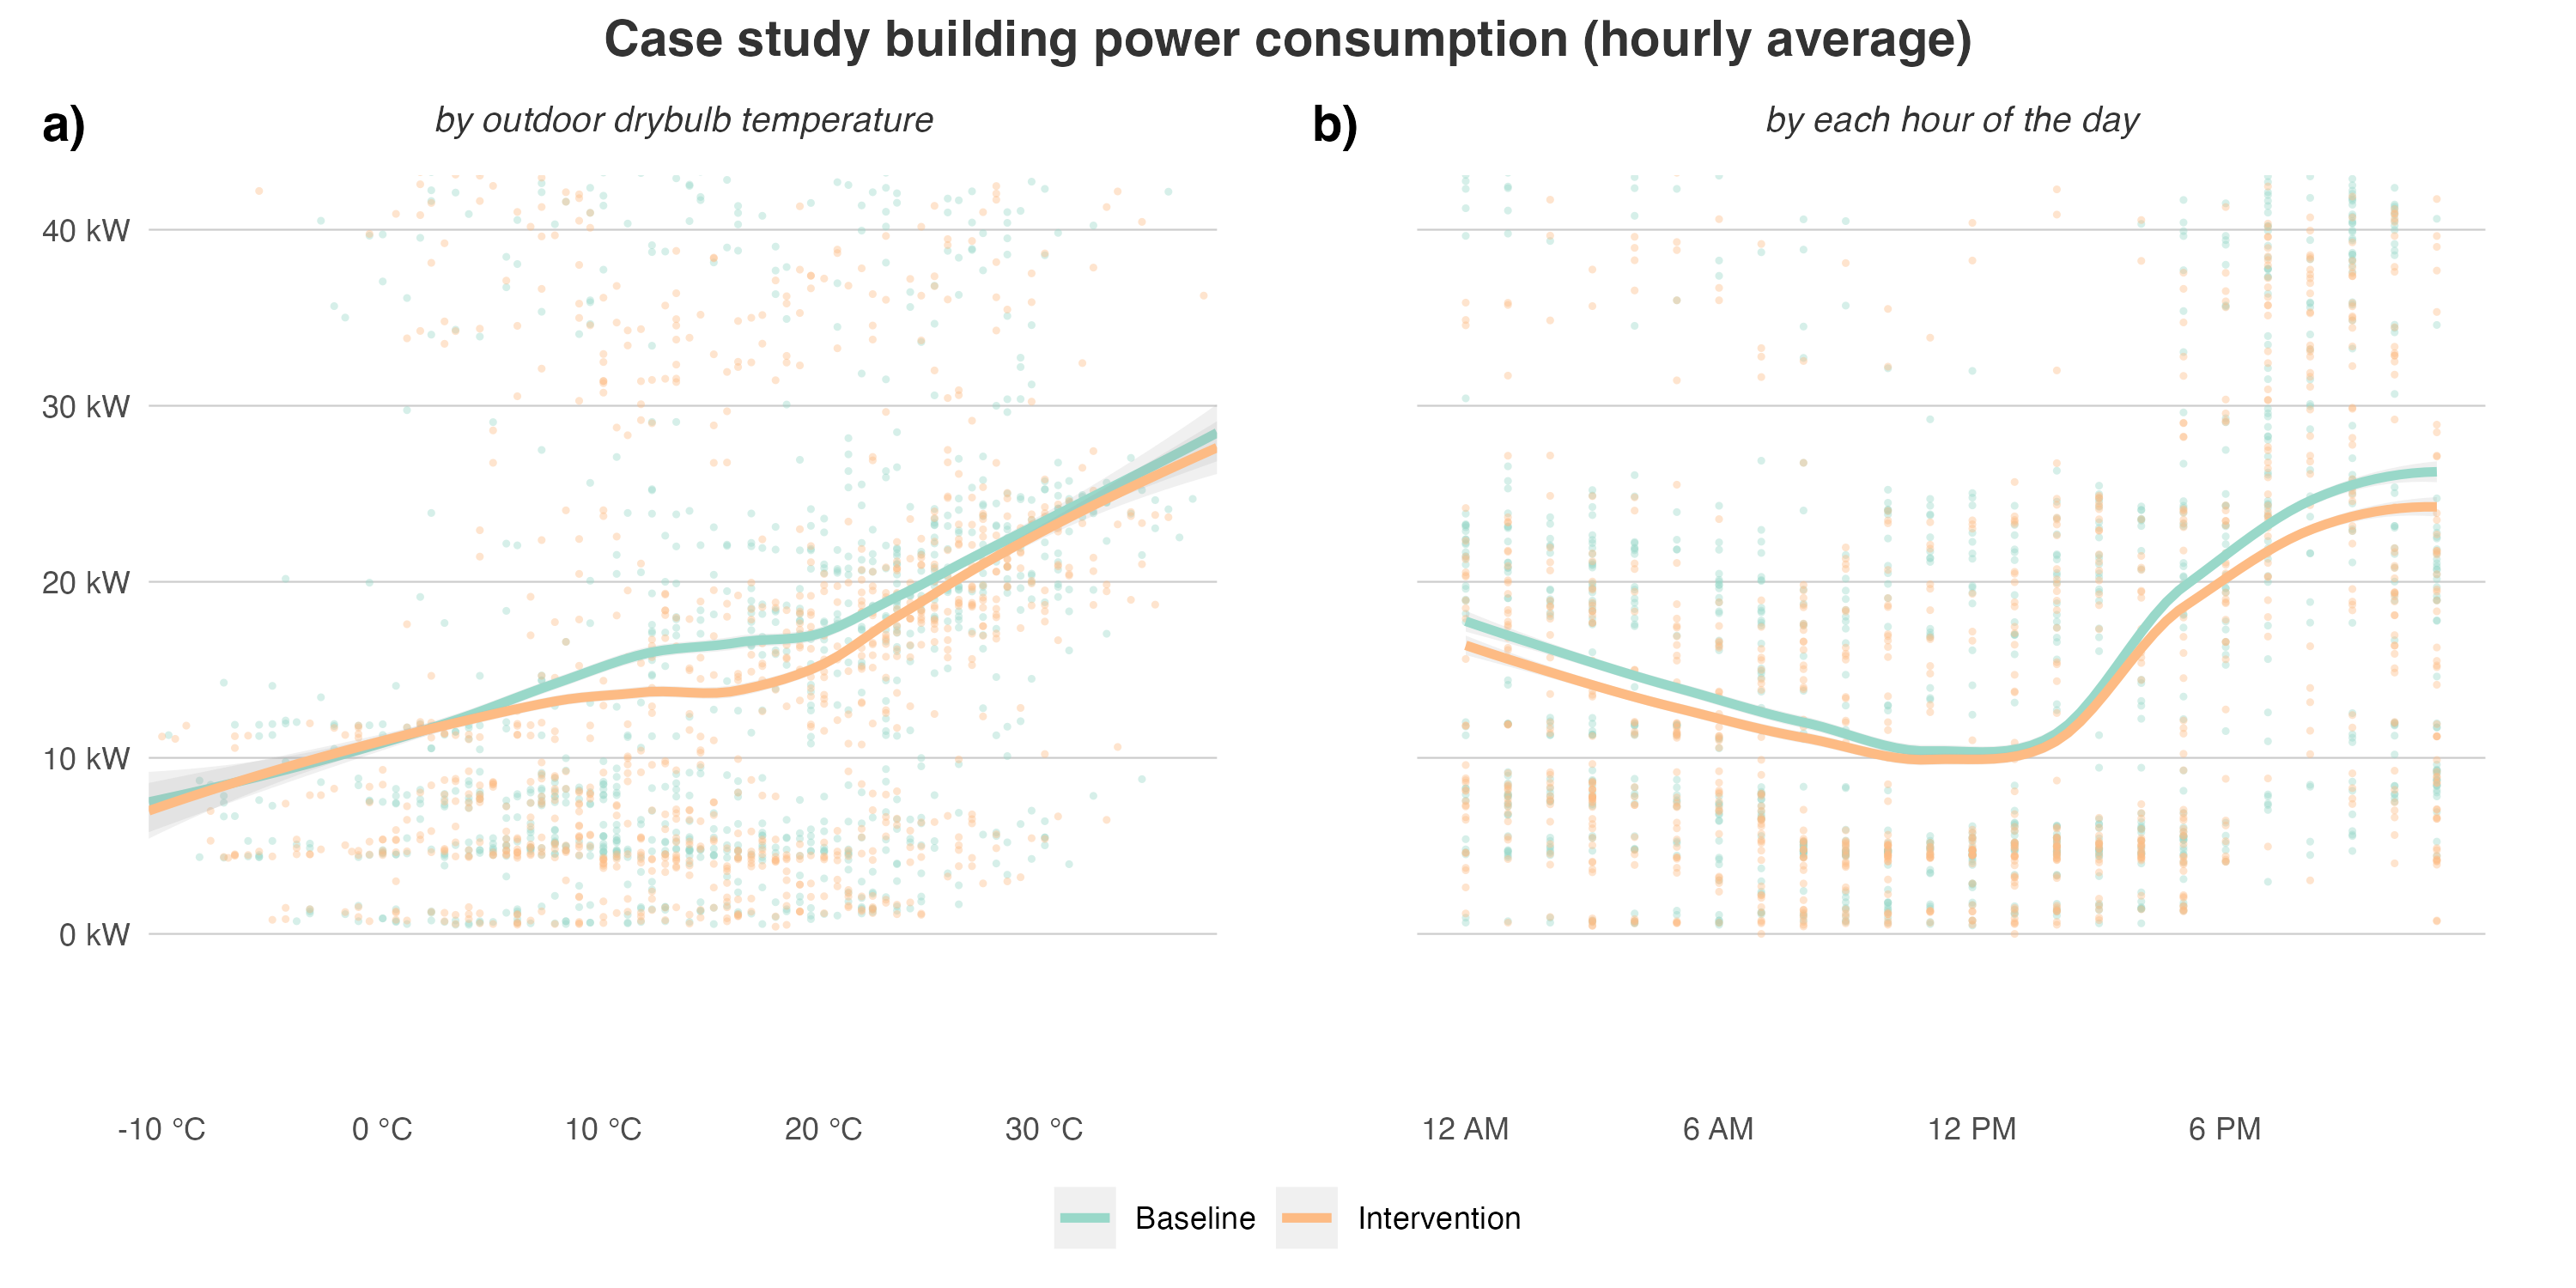 Case study building power consumption (hourly average)
a)
by outdoor drybulb temperature
b)
by each hour of the day
40 kW
30 kW
20 kW
10 kW
0 kW
-10 °C
0 °C
10 °C
20 °C
30 °C
12 AM
6 AM
12 PM
6 PM
Baseline
Intervention